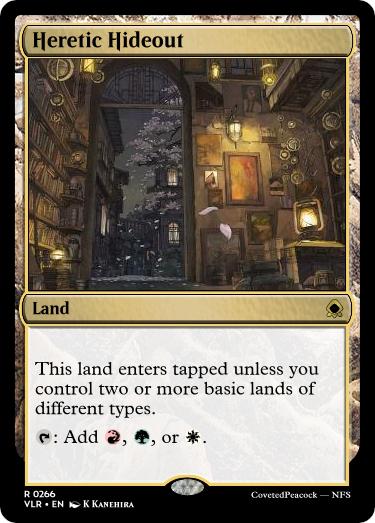 Heretic Hideout
Land
This land enters tapped unless you
control two or more basic lands of
different types.
: Add , , or .
R 0266
VLR • EN K Kanehira
CovetedPeacock — NFS